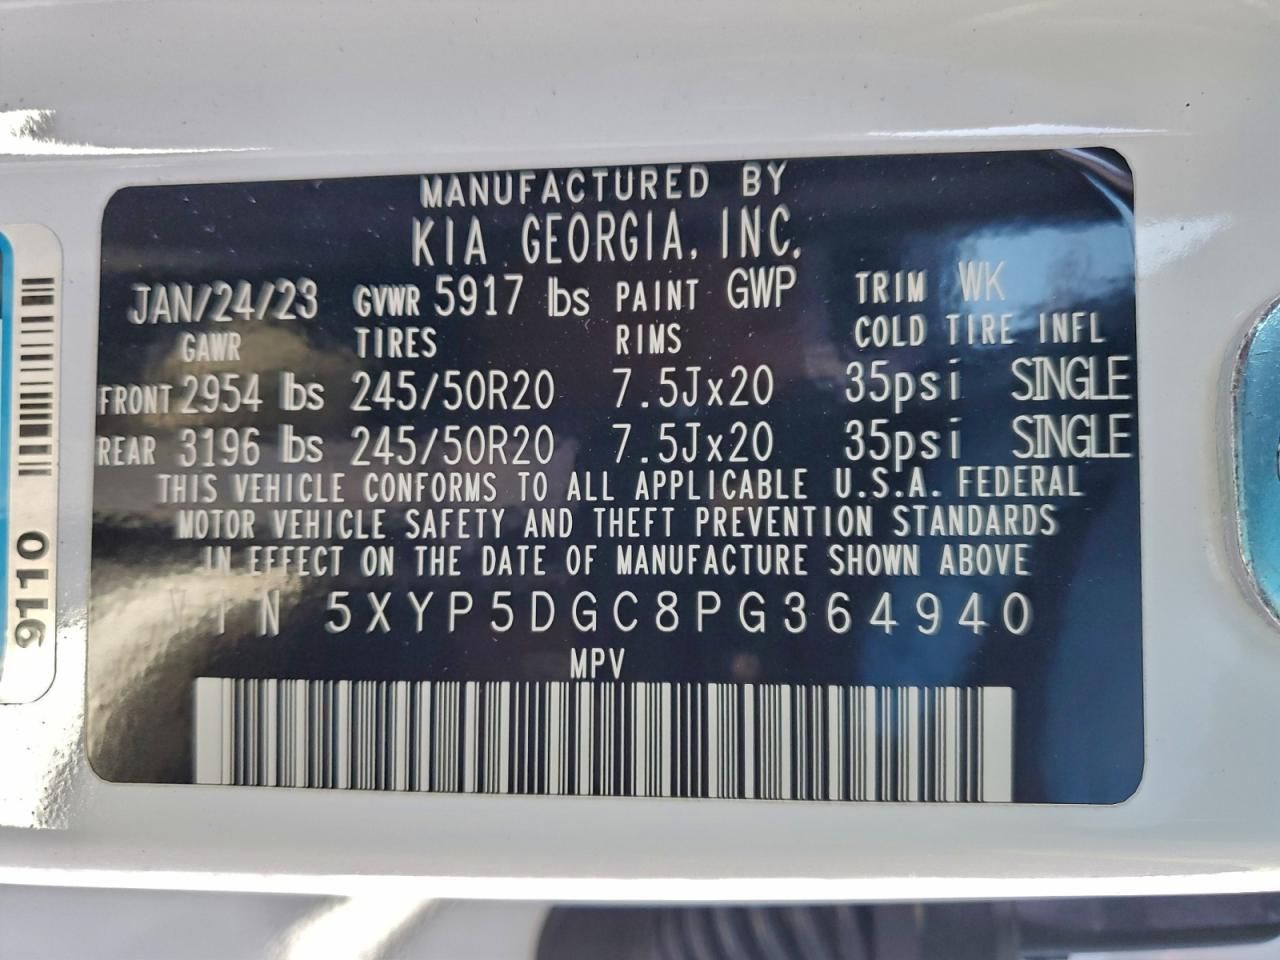 MANUFACTURED BY
KIA GEORGIA, INC.
JAN/24/23 GVWR 5917 lbs PAINT GWP TRIM WK
GAWR TIRES RIMS COLD TIRE INFL
FRONT 2954 lbs 245/50R20 7.5Jx20 35psi SINGLE
REAR 3196 lbs 245/50R20 7.5Jx20 35psi SINGLE
THIS VEHICLE CONFORMS TO ALL APPLICABLE U.S.A. FEDERAL
MOTOR VEHICLE SAFETY AND THEFT PREVENTION STANDARDS
IN EFFECT ON THE DATE OF MANUFACTURE SHOWN ABOVE
VIN 5XYP5DGC8PG364940
MPV
9110